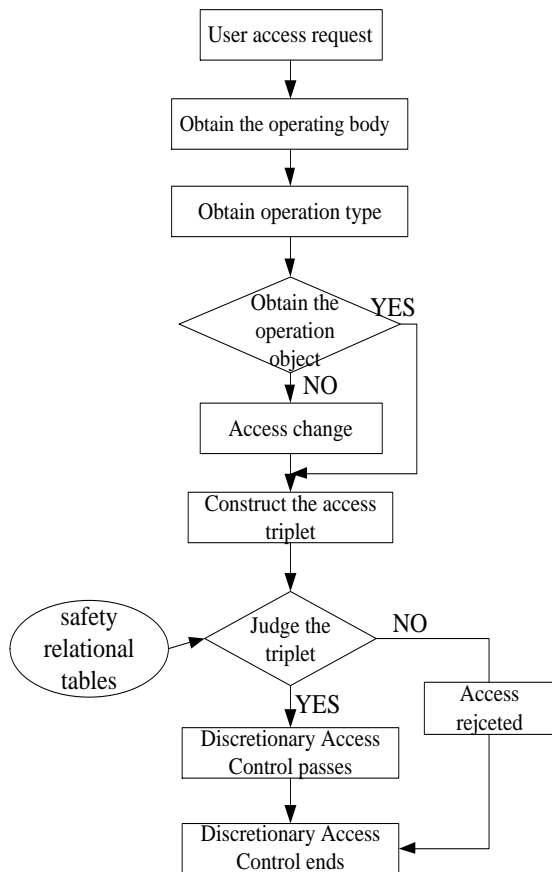 User access request
Obtain the operating body
Obtain operation type
Obtain the
operation
object
YES
NO
Access change
Construct the access
triplet
safety
relational
tables
Judge the
triplet
NO
YES
Access
rejceted
Discretionary Access
Control passes
Discretionary Access
Control ends